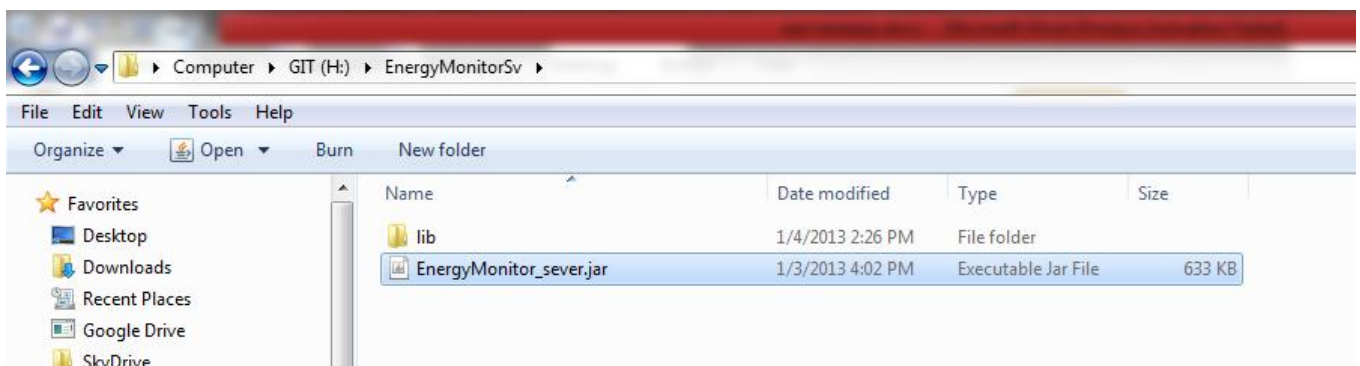 Computer GIT (H:) EnergyMonitorSv
File Edit View Tools Help
Organize Open Burn New folder
Name Date modified Type Size
Favorites
Desktop
Downloads
Recent Places
Google Drive
SkyDrive
lib 1/4/2013 2:26 PM File folder
EnergyMonitor_sever.jar 1/3/2013 4:02 PM Executable Jar File 633 KB